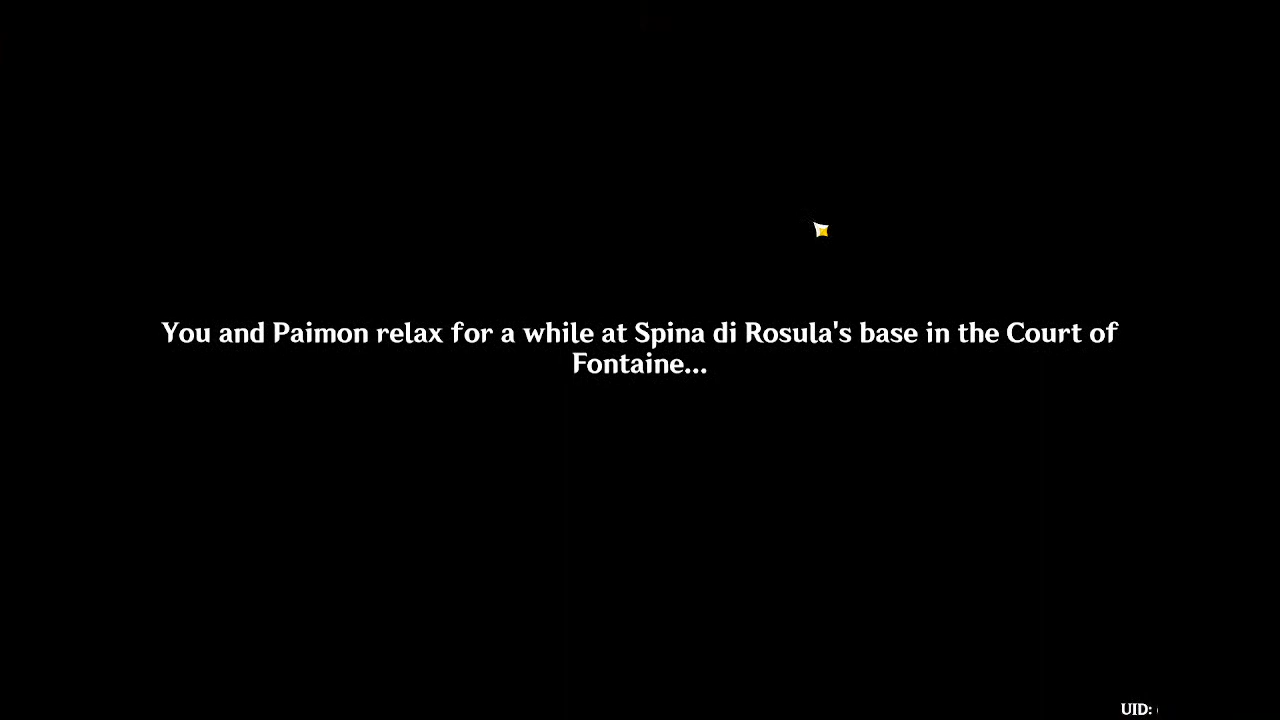 You and Paimon relax for a while at Spina di Rosula's base in the Court of
Fontaine...
UID: